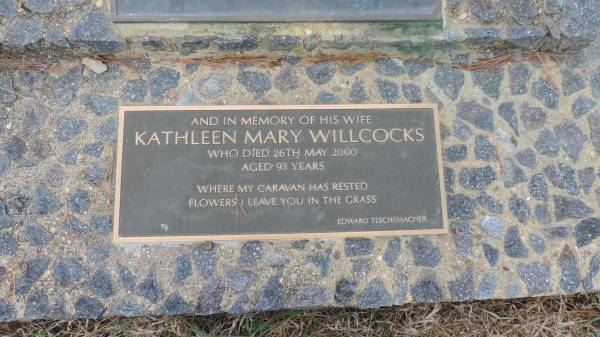 AND IN MEMORY OF HIS WIFE
KATHLEEN MARY WILLCOCKS
WHO DIED 26TH MAY 2000
AGED 93 YEARS
WHERE MY CARAVAN HAS RESTED
FLOWERS I LEAVE YOU IN THE GRASS
EDWARD TESCHEMACHER